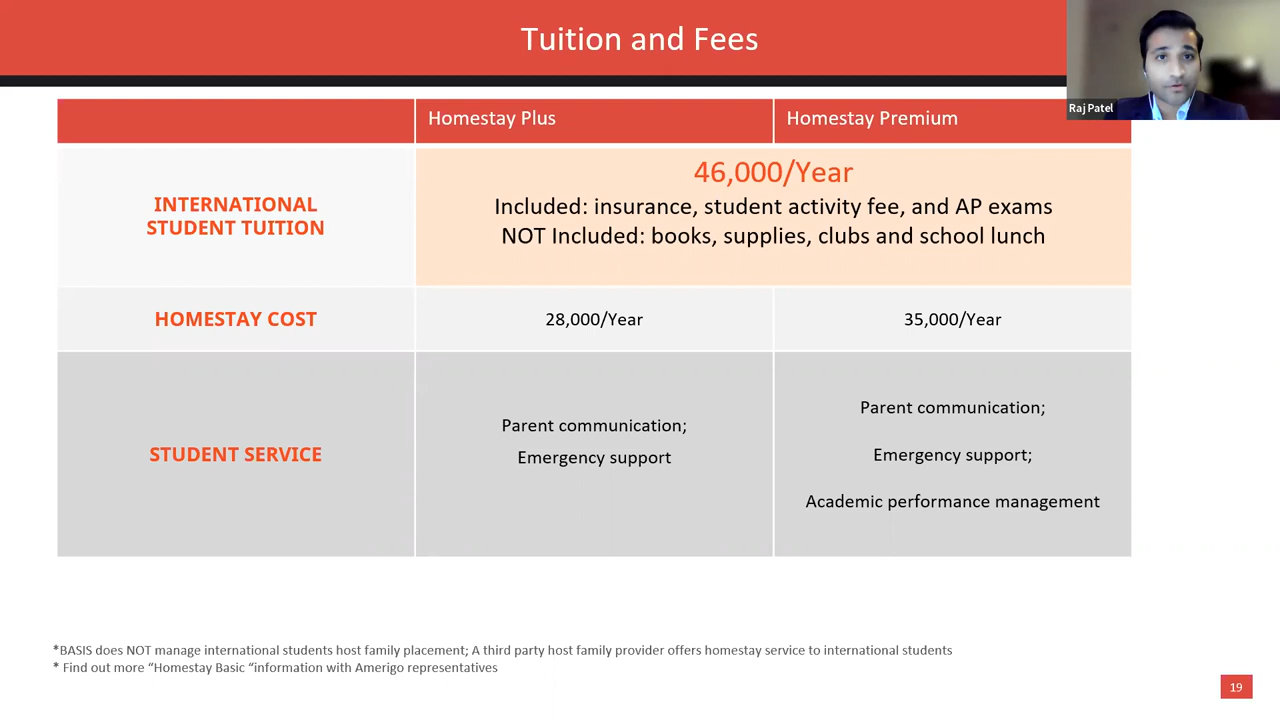 Tuition and Fees
Raj Patel
Homestay Plus
Homestay Premium
INTERNATIONAL
STUDENT TUITION
46,000/Year
Included: insurance, student activity fee, and AP exams
NOT Included: books, supplies, clubs and school lunch
HOMESTAY COST
28,000/Year
35,000/Year
STUDENT SERVICE
Parent communication;
Emergency support
Parent communication;
Emergency support;
Academic performance management
*BASIS does NOT manage international students host family placement; A third party host family provider offers homestay service to international students
* Find out more “Homestay Basic “information with Amerigo representatives
19